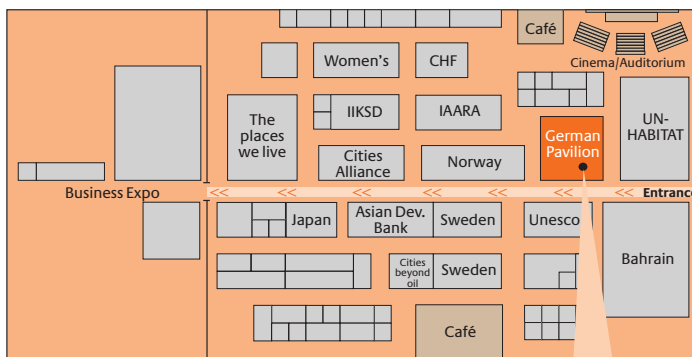 Café
Cinema/Auditorium
Women's
CHF
The
places
we live
IIKSD
IAARA
German
Pavilion
UN-
HABITAT
Cities
Alliance
Norway
Business Expo
<< << << << << << <<
Entrance
Japan
Asian Dev.
Bank
Sweden
Unesco
Bahrain
Cities
beyond
oil
Sweden
Café